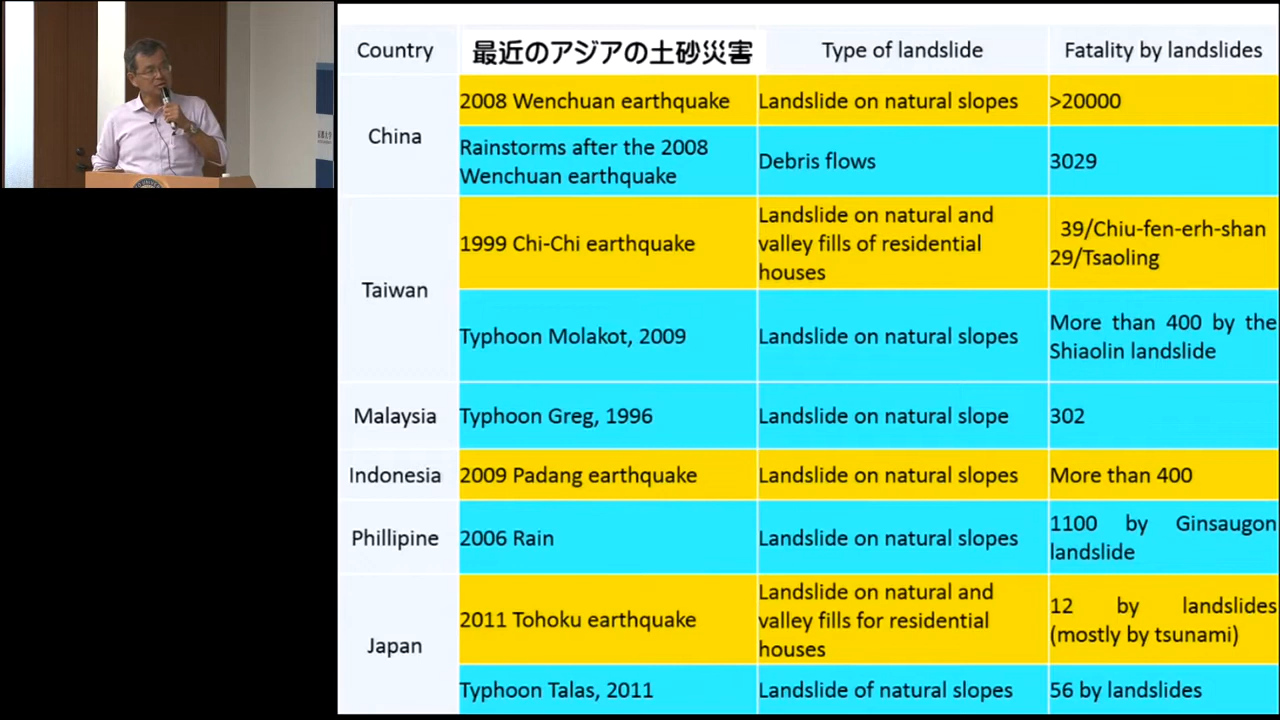 Country
最近のアジアの土砂災害
Type of landslide
Fatality by landslides
China
2008 Wenchuan earthquake
Landslide on natural slopes
>20000
Rainstorms after the 2008
Wenchuan earthquake
Debris flows
3029
Taiwan
1999 Chi-Chi earthquake
Landslide on natural and
valley fills of residential
houses
39/Chiu-fen-erh-shan
29/Tsaoling
Typhoon Molakot, 2009
Landslide on natural slopes
More than 400 by the
Shiaolin landslide
Malaysia
Typhoon Greg, 1996
Landslide on natural slope
302
Indonesia
2009 Padang earthquake
Landslide on natural slopes
More than 400
Phillipine
2006 Rain
Landslide on natural slopes
1100 by Ginsaugon
landslide
Japan
2011 Tohoku earthquake
Landslide on natural and
valley fills for residential
houses
12 by landslides
(mostly by tsunami)
Typhoon Talas, 2011
Landslide of natural slopes
56 by landslides